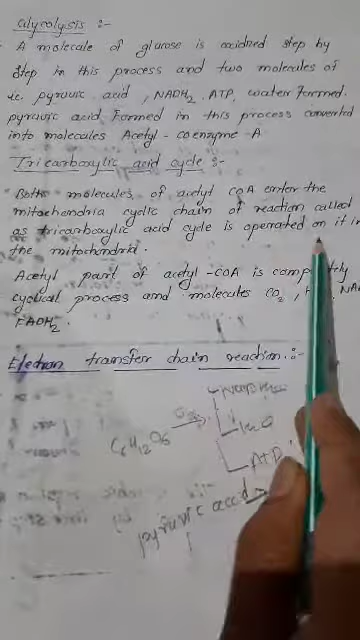 Glycolysis :-
A molecule of glucose is oxidised step by
step in this process and two molecules of
i.e. pyruvic acid, NADH2, ATP, water Formed.
pyruvic acid Formed in this process converted
into molecules Acetyl-coenzyme-A
Tricarboxylic acid cycle :-
Both molecules, of acetyl COA enter the
mitochondria cyclic chain of reaction called
as tricarboxylic acid cycle is operated on it in
the mitochondria.
Acetyl part of acetyl-COA is
cyclical process and molecules CO2,
FADH2.
Electron transfer chain reaction :-
C6H12O6
ATP
pyruvic acid